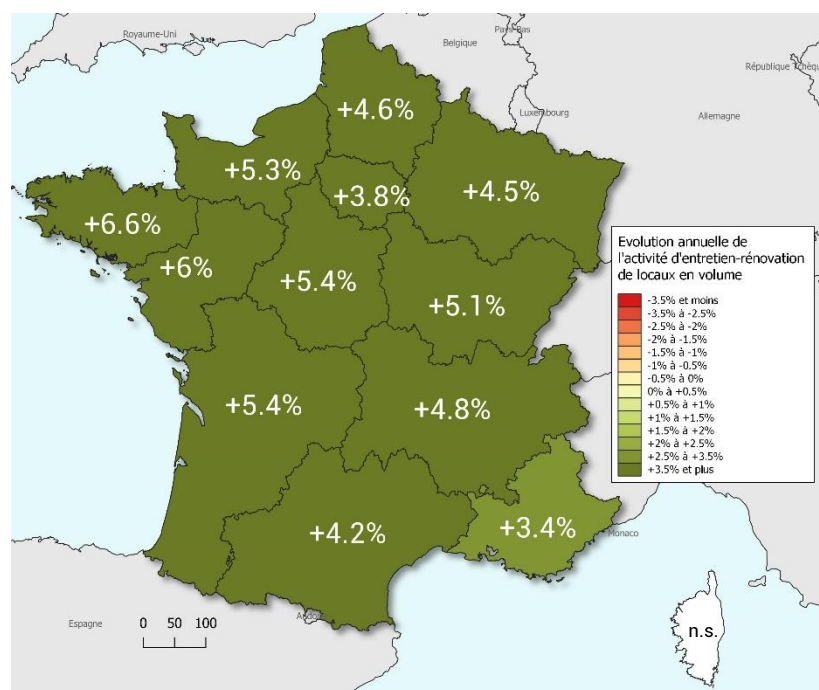 Royaume-Uni
Jude
Pays-Bas
Belgique
République Tchèqu
Luxembourg
Allemagne
+4.6%
+5.3%
+3.8%
+4.5%
+6.6%
+6%
+5.4%
+5.1%
+5.4%
+4.8%
+4.2%
+3.4%
Evolution annuelle de
l'activité d'entretien-rénovation
de locaux en volume
-3.5% et moins
-3.5% à -2.5%
-2.5% à -2%
-2% à -1.5%
-1.5% à -1%
-1% à -0.5%
-0.5% à 0%
0% à +0.5%
+0.5% à +1%
+1% à +1.5%
+1.5% à +2%
+2% à +2.5%
+2.5% à +3.5%
+3.5% et plus
Monaco
Espagne
Andor
0 50 100
n.s.